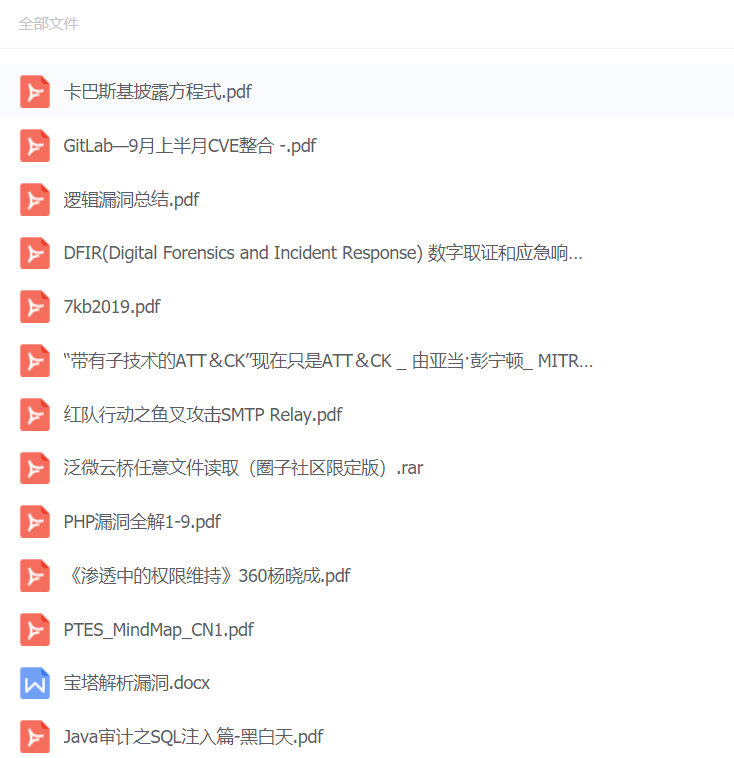 全部文件
卡巴斯基披露方程式.pdf
GitLab—9月上半月CVE整合 -.pdf
逻辑漏洞总结.pdf
DFIR(Digital Forensics and Incident Response) 数字取证和应急响...
7kb2019.pdf
“带有子技术的ATT＆CK”现在只是ATT＆CK _ 由亚当·彭宁顿_ MITR...
红队行动之鱼叉攻击SMTP Relay.pdf
泛微云桥任意文件读取（圈子社区限定版）.rar
PHP漏洞全解1-9.pdf
《渗透中的权限维持》360杨晓成.pdf
PTES_MindMap_CN1.pdf
宝塔解析漏洞.docx
Java审计之SQL注入篇-黑白天.pdf